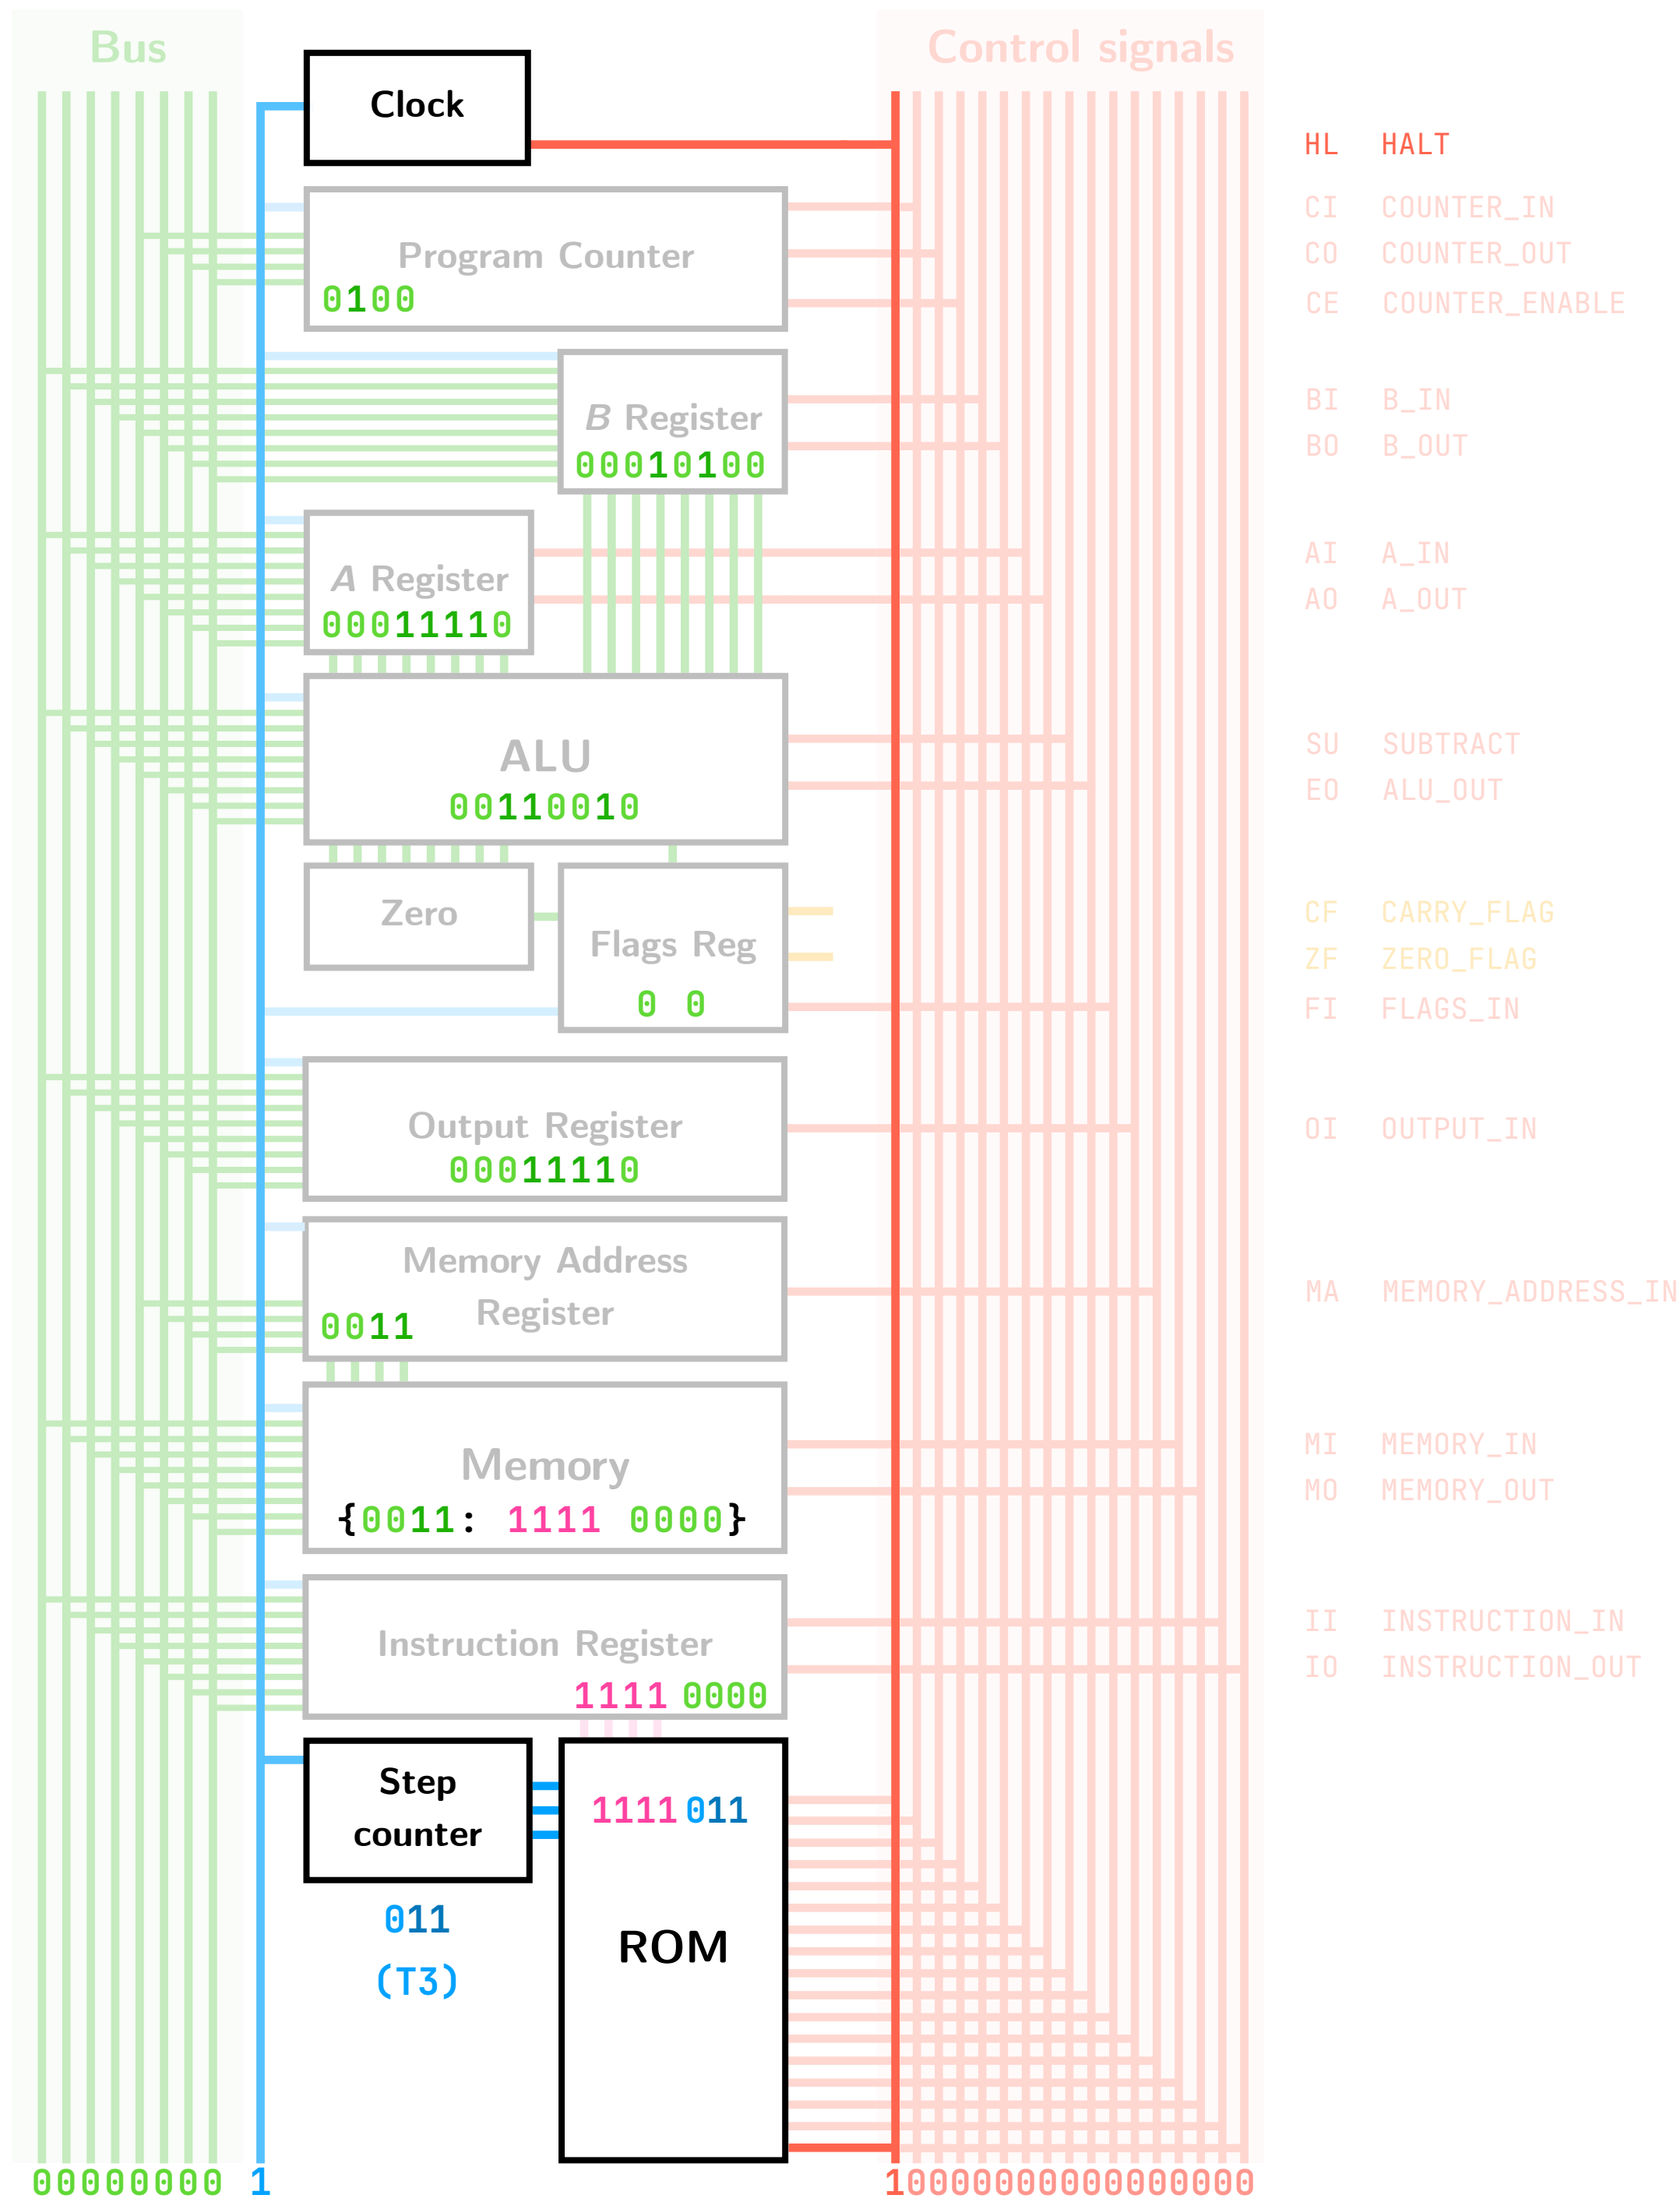 Bus
Control signals
Clock
HL HALT
CI COUNTER_IN
Program Counter
CO COUNTER_OUT
0100
CE COUNTER_ENABLE
BI B_IN
B Register
BO B_OUT
00010100
AI A_IN
A Register
AO A_OUT
00011110
SU SUBTRACT
ALU
EO ALU_OUT
00110010
Zero
CF CARRY_FLAG
Flags Reg
ZF ZERO_FLAG
0 0
FI FLAGS_IN
Output Register
OI OUTPUT_IN
00011110
Memory Address
Register
MA MEMORY_ADDRESS_IN
0011
MI MEMORY_IN
Memory
MO MEMORY_OUT
{0011: 1111 0000}
II INSTRUCTION_IN
Instruction Register
IO INSTRUCTION_OUT
1111 0000
Step
counter
1111 011
011
(T3)
ROM
00000000 1
10000000000000000